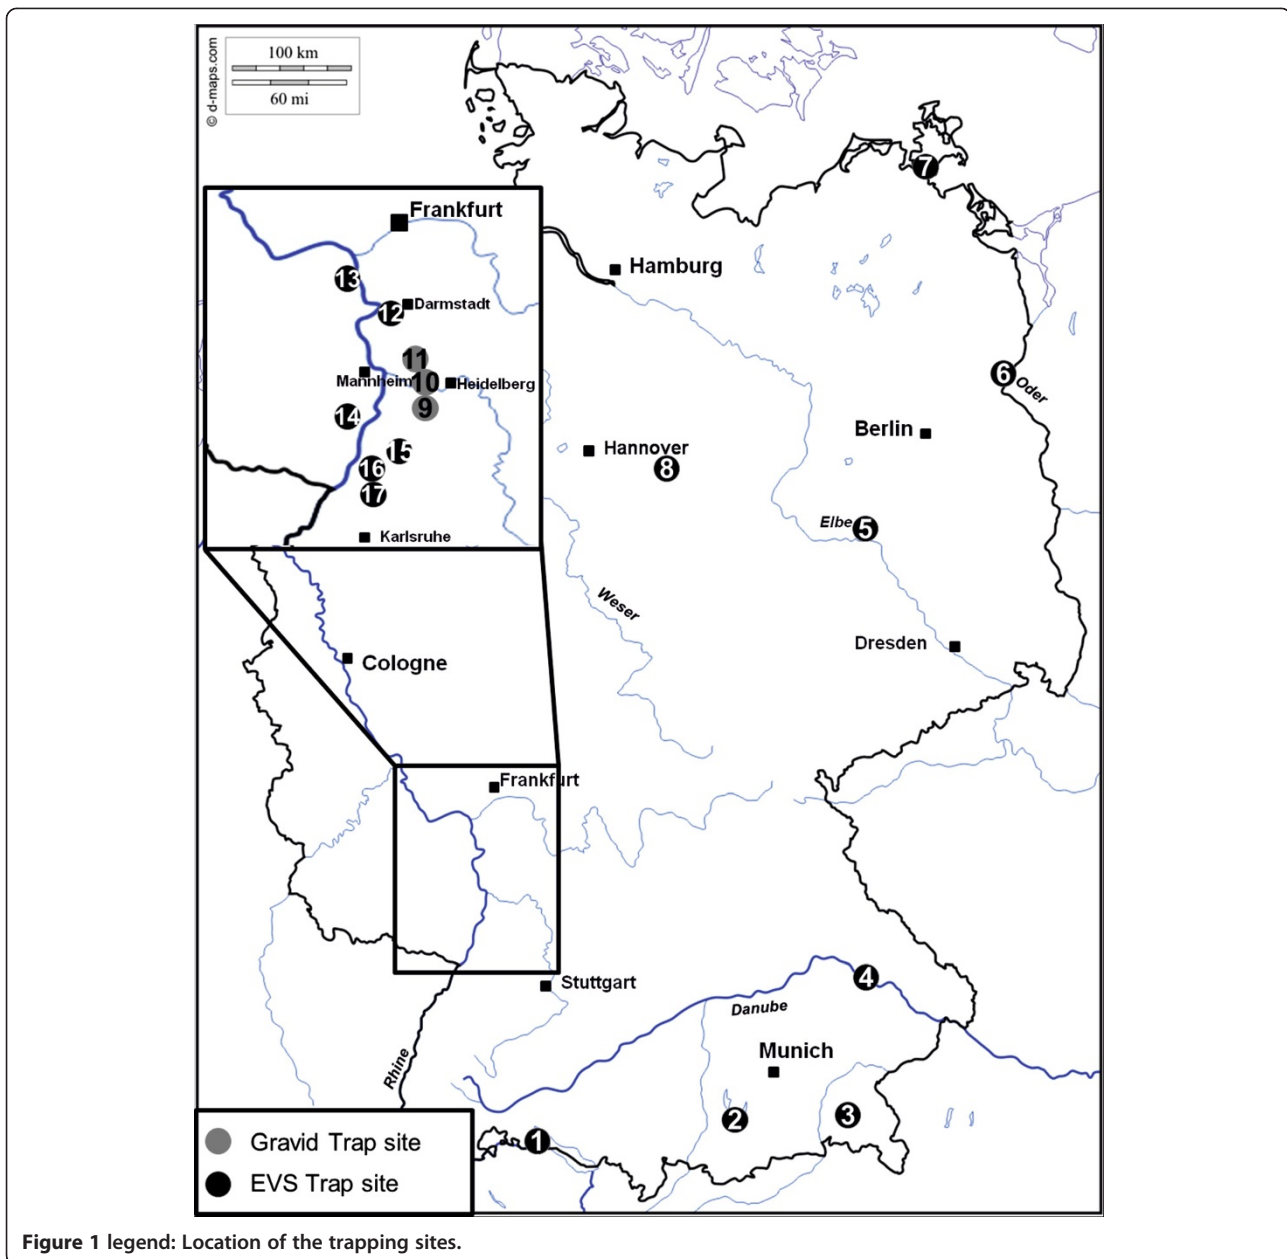 © d-maps.com
100 km
60 mi
7
Frankfurt
Hamburg
13
12
Darmstadt
11
Mannheim
10
Heidelberg
6
Oder
9
14
Berlin
Hannover
15
8
16
17
Elbe
5
Karlsruhe
Weser
Dresden
Cologne
Frankfurt
Stuttgart
4
Danube
Munich
Rhine
2
3
1
Gravid Trap site
EVS Trap site
Figure 1 legend: Location of the trapping sites.